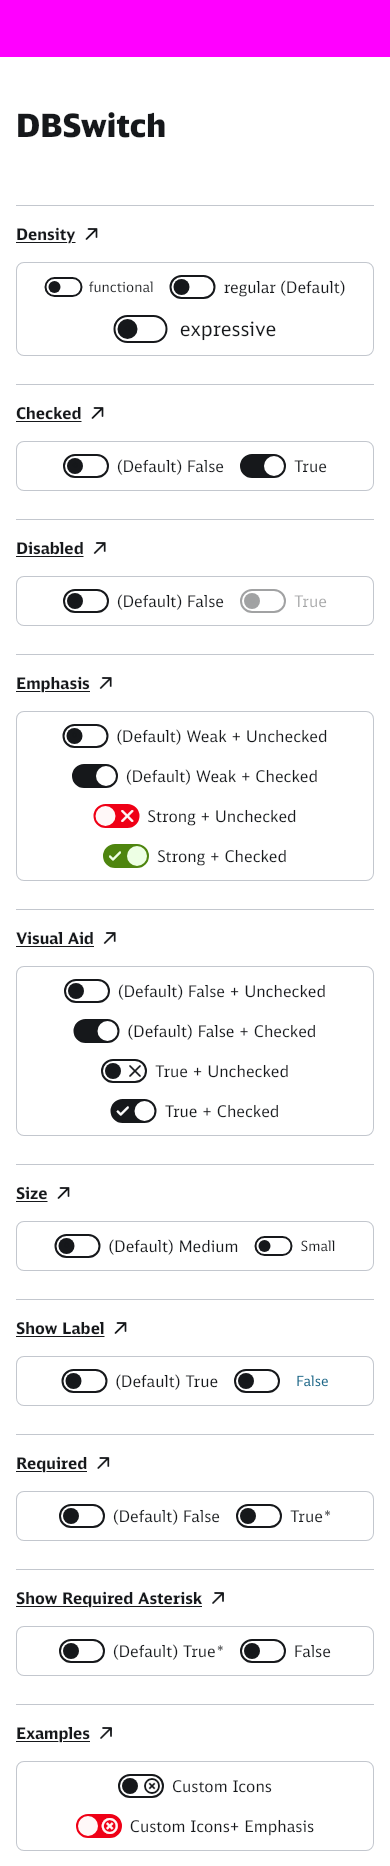 DBSwitch
Density
functional regular (Default)
expressive
Checked
(Default) False True
Disabled
(Default) False True
Emphasis
(Default) Weak + Unchecked
(Default) Weak + Checked
Strong + Unchecked
Strong + Checked
Visual Aid
(Default) False + Unchecked
(Default) False + Checked
True + Unchecked
True + Checked
Size
(Default) Medium Small
Show Label
(Default) True False
Required
(Default) False True*
Show Required Asterisk
(Default) True* False
Examples
Custom Icons
Custom Icons+ Emphasis